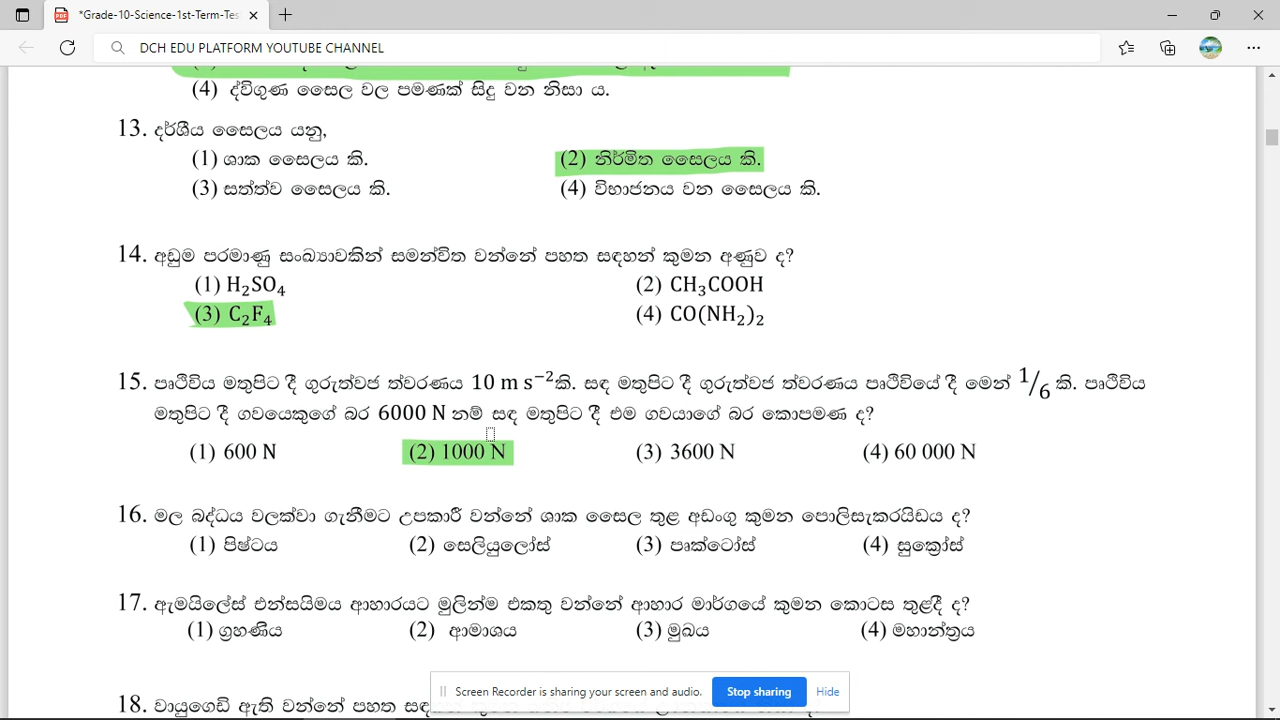 *Grade-10-Science-1st-Term-Tes
DCH EDU PLATFORM YOUTUBE CHANNEL
(4) ද්විගුණ සෛල වල පමණක් සිදු වන නිසා ය.
13. දර්ශීය සෛලය යනු,
(1) ශාක සෛලය කි. (2) නිර්මිත සෛලය කි.
(3) සත්ත්ව සෛලය කි. (4) විභාජනය වන සෛලය කි.
14. අඩුම පරමාණු සංඛ්‍යාවකින් සමන්විත වන්නේ පහත සඳහන් කුමන අණුව ද?
(1) H₂SO₄ (2) CH₃COOH
(3) C₂F₄ (4) CO(NH₂)₂
15. පෘථිවිය මතුපිට දී ගුරුත්වජ ත්වරණය 10 m s⁻²කි. සඳ මතුපිට දී ගුරුත්වජ ත්වරණය පෘථිවියේ දී මෙන් 1/6 කි. පෘථිවිය
මතුපිට දී ගවයෙකුගේ බර 6000 N නම් සඳ මතුපිට දී එම ගවයාගේ බර කොපමණ ද?
(1) 600 N (2) 1000 N (3) 3600 N (4) 60 000 N
16. මල බද්ධය වලක්වා ගැනීමට උපකාරී වන්නේ ශාක සෛල තුළ අඩංගු කුමන පොලිසැකරයිඩය ද?
(1) පිෂ්ටය (2) සෙලියුලෝස් (3) පෘක්ටෝස් (4) සුක්‍රෝස්
17. ඇමයිලේස් එන්සයිමය ආහාරයට මුලින්ම එකතු වන්නේ ආහාර මාර්ගයේ කුමන කොටස තුළදී ද?
(1) ග්‍රහණිය (2) ආමාශය (3) මුඛය (4) මහාන්ත්‍රය
Screen Recorder is sharing your screen and audio. Stop sharing Hide
18. වායුගෙඩි ඇති වන්නේ පහත